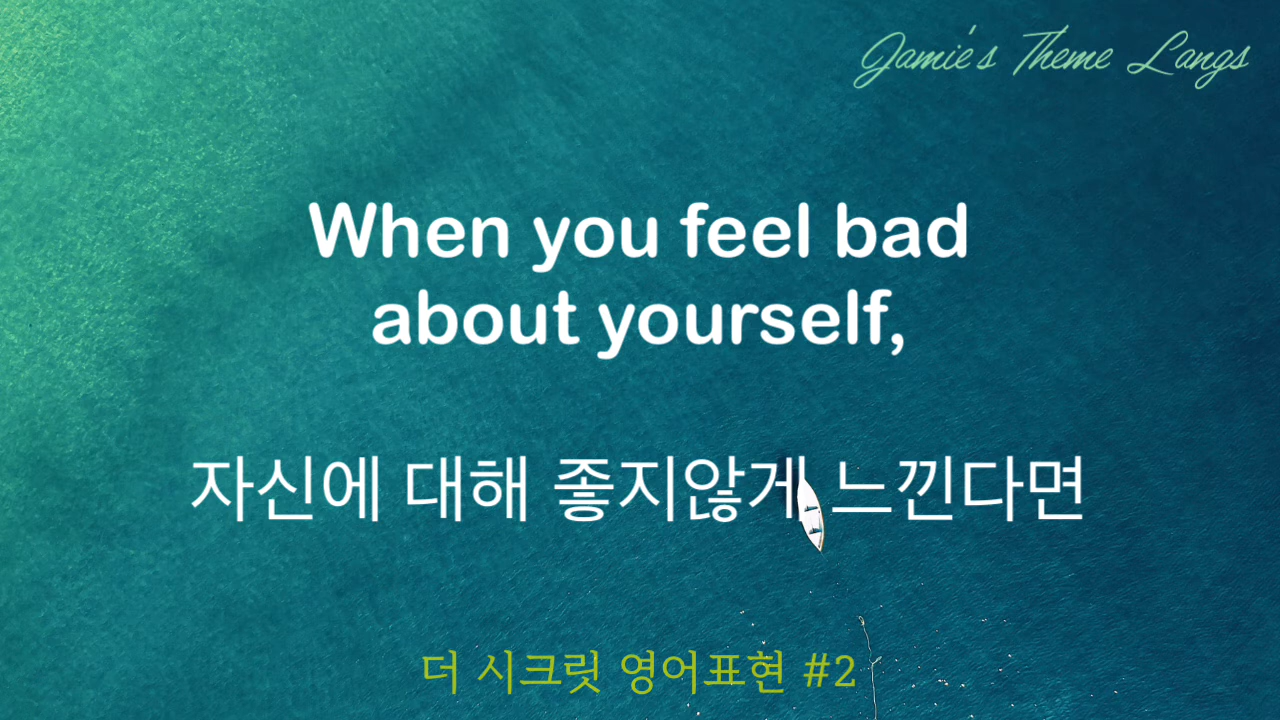 Jamie's Theme Langs
When you feel bad
about yourself,
자신에 대해 좋지않게 느낀다면
더 시크릿 영어표현 #2